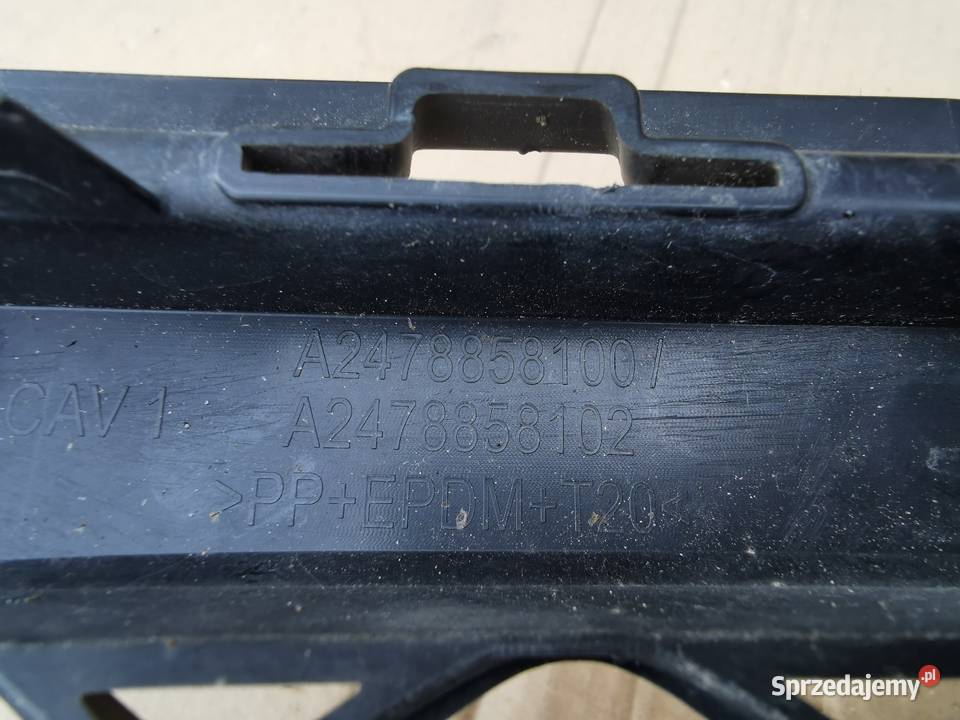 A2478858100/
CAV 1
A2478858102
>PP+EPDM+T20<
Sprzedajemy.pl